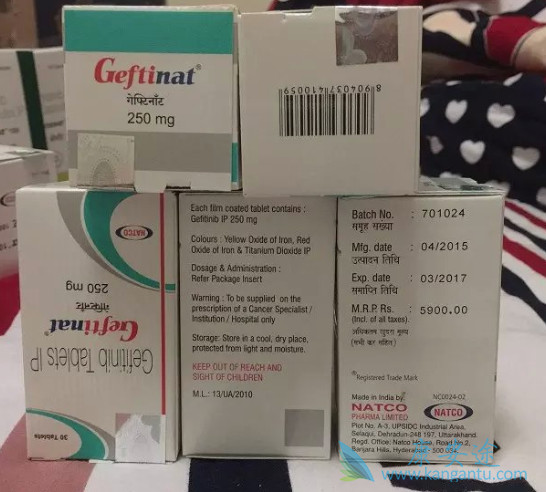 Geftinat®
गेफ्टिनॉट
250 mg
8904037410059
NATCO
Geftinat®
गेफ्टिनॉट
250 mg
Gefitinib Tablets IP
30 Tablets
Each film coated tablet contains :
Gefitinib IP 250 mg
Colours : Yellow Oxide of Iron, Red
Oxide of Iron & Titanium Dioxide IP
Dosage & Administration :
Refer Package Insert
Warning : To be supplied on the
prescription of a Cancer Specialist /
Institution / Hospital only
Storage: Store in a cool, dry place,
protected from light and moisture.
KEEP OUT OF REACH AND
SIGHT OF CHILDREN
M.L.: 13/UA/2010
Batch No. : 701024
समूह संख्या
Mfg. date : 04/2015
उत्पादन तिथि
Exp. date : 03/2017
समाप्ति तिथि
M.R.P. Rs. : 5900.00
(Incl. of all taxes)
अधिकतम खुदरा मूल्य
(सभी कर सहित)
®Registered Trade Mark
Made in India by: NC0024-02
NATCO
PHARMA LIMITED
NATCO
Plot No. A-3, UPSIDC Industrial Area,
Selaqui, Dehradun-248 197, Uttarakhand.
Regd. Office: Natco House, Road No.2,
Banjara Hills, Hyderabad - 500 034.
康安途
www.kangantu.com